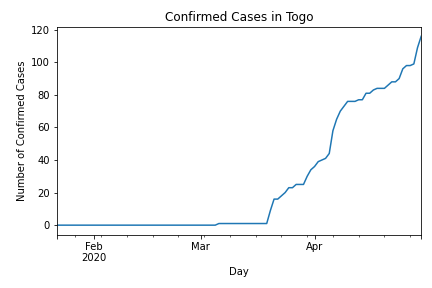 Confirmed Cases in Togo
120
100
80
60
40
20
0
Number of Confirmed Cases
Feb
2020
Mar
Apr
Day